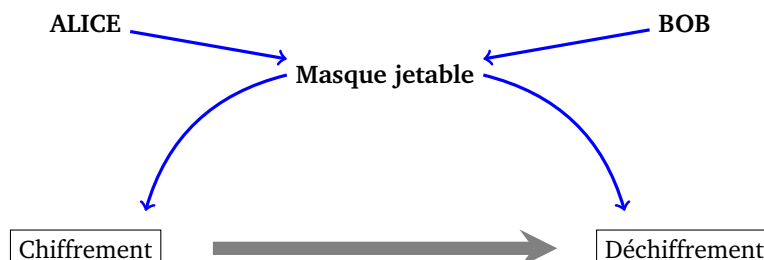 ALICE
BOB
Masque jetable
Chiffrement
Déchiffrement